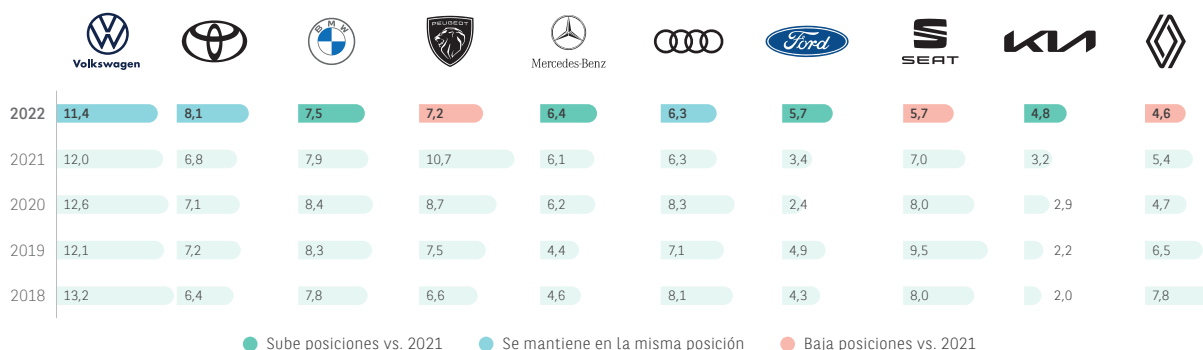 BMW
PEUGEOT
Ford
SEAT
KIA
Volkswagen
Mercedes-Benz
2022 11,4 8,1 7,5 7,2 6,4 6,3 5,7 5,7 4,8 4,6
2021 12,0 6,8 7,9 10,7 6,1 6,3 3,4 7,0 3,2 5,4
2020 12,6 7,1 8,4 8,7 6,2 8,3 2,4 8,0 2,9 4,7
2019 12,1 7,2 8,3 7,5 4,4 7,1 4,9 9,5 2,2 6,5
2018 13,2 6,4 7,8 6,6 4,6 8,1 4,3 8,0 2,0 7,8
Sube posiciones vs. 2021 Se mantiene en la misma posición Baja posiciones vs. 2021